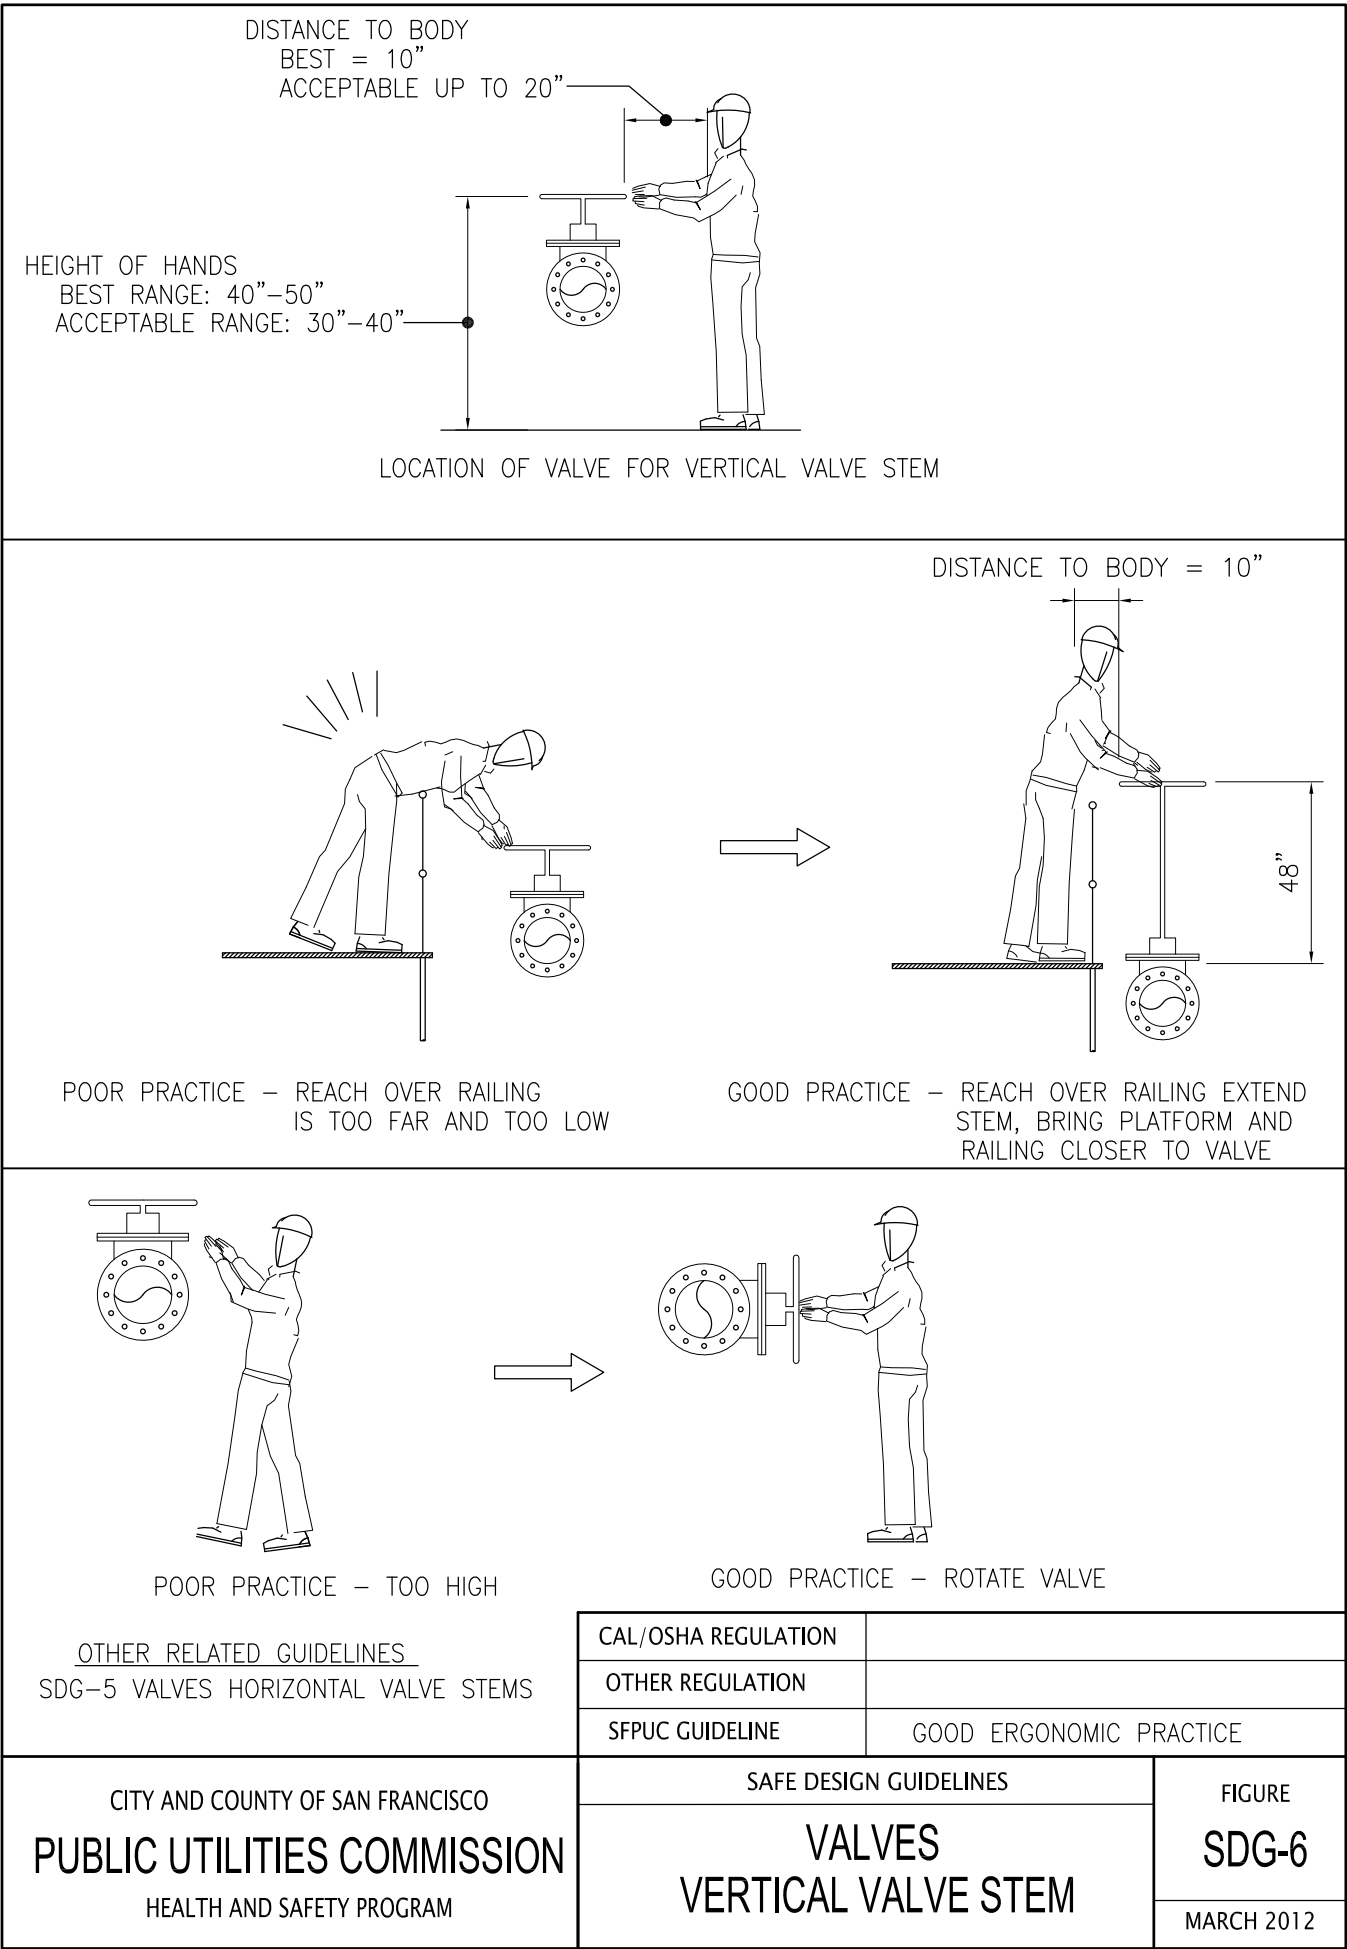 DISTANCE TO BODY
BEST = 10"
ACCEPTABLE UP TO 20"
HEIGHT OF HANDS
BEST RANGE: 40"–50"
ACCEPTABLE RANGE: 30"–40"
LOCATION OF VALVE FOR VERTICAL VALVE STEM
DISTANCE TO BODY = 10"
48"
POOR PRACTICE – REACH OVER RAILING
IS TOO FAR AND TOO LOW
GOOD PRACTICE – REACH OVER RAILING EXTEND
STEM, BRING PLATFORM AND
RAILING CLOSER TO VALVE
POOR PRACTICE – TOO HIGH
GOOD PRACTICE – ROTATE VALVE
OTHER RELATED GUIDELINES
SDG–5 VALVES HORIZONTAL VALVE STEMS
CAL/OSHA REGULATION
OTHER REGULATION
SFPUC GUIDELINE GOOD ERGONOMIC PRACTICE
CITY AND COUNTY OF SAN FRANCISCO
PUBLIC UTILITIES COMMISSION
HEALTH AND SAFETY PROGRAM
SAFE DESIGN GUIDELINES
VALVES
VERTICAL VALVE STEM
FIGURE
SDG-6
MARCH 2012